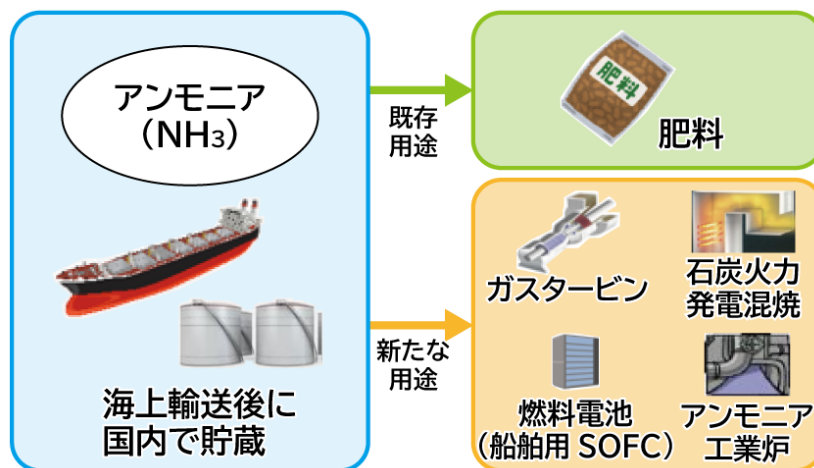 アンモニア
（NH₃）
海上輸送後に
国内で貯蔵
既存
用途
肥料
肥料
新たな
用途
ガスタービン
石炭火力
発電混焼
燃料電池
（船舶用 SOFC）
アンモニア
工業炉